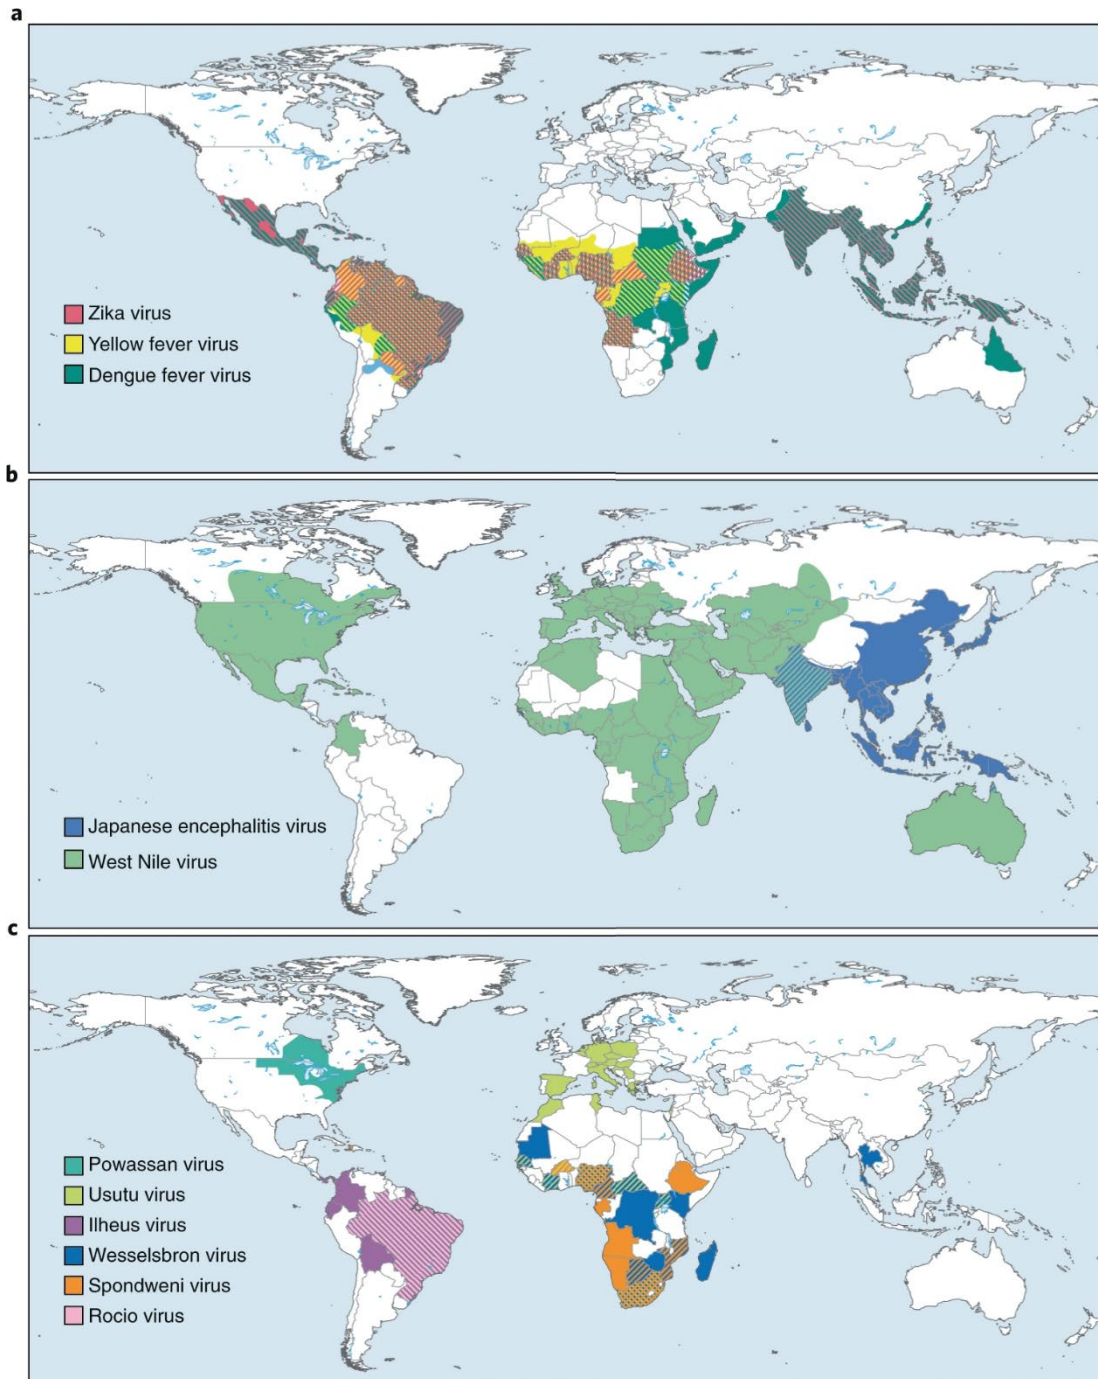 a
Zika virus
Yellow fever virus
Dengue fever virus
b
Japanese encephalitis virus
West Nile virus
c
Powassan virus
Usutu virus
Ilheus virus
Wesselsbron virus
Spondweni virus
Rocio virus